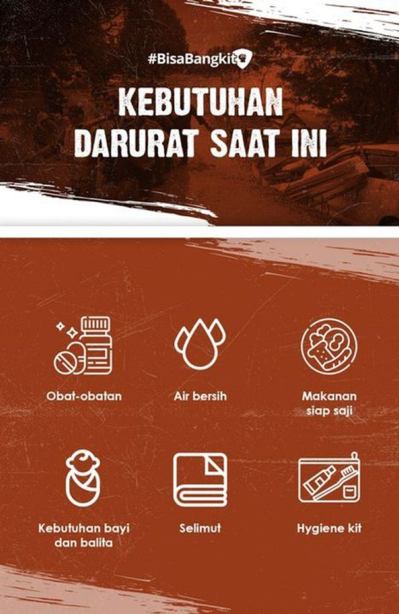 #BisaBangkit
KEBUTUHAN
DARURAT SAAT INI
Obat-obatan
Air bersih
Makanan
siap saji
Kebutuhan bayi
dan balita
Selimut
Hygiene kit